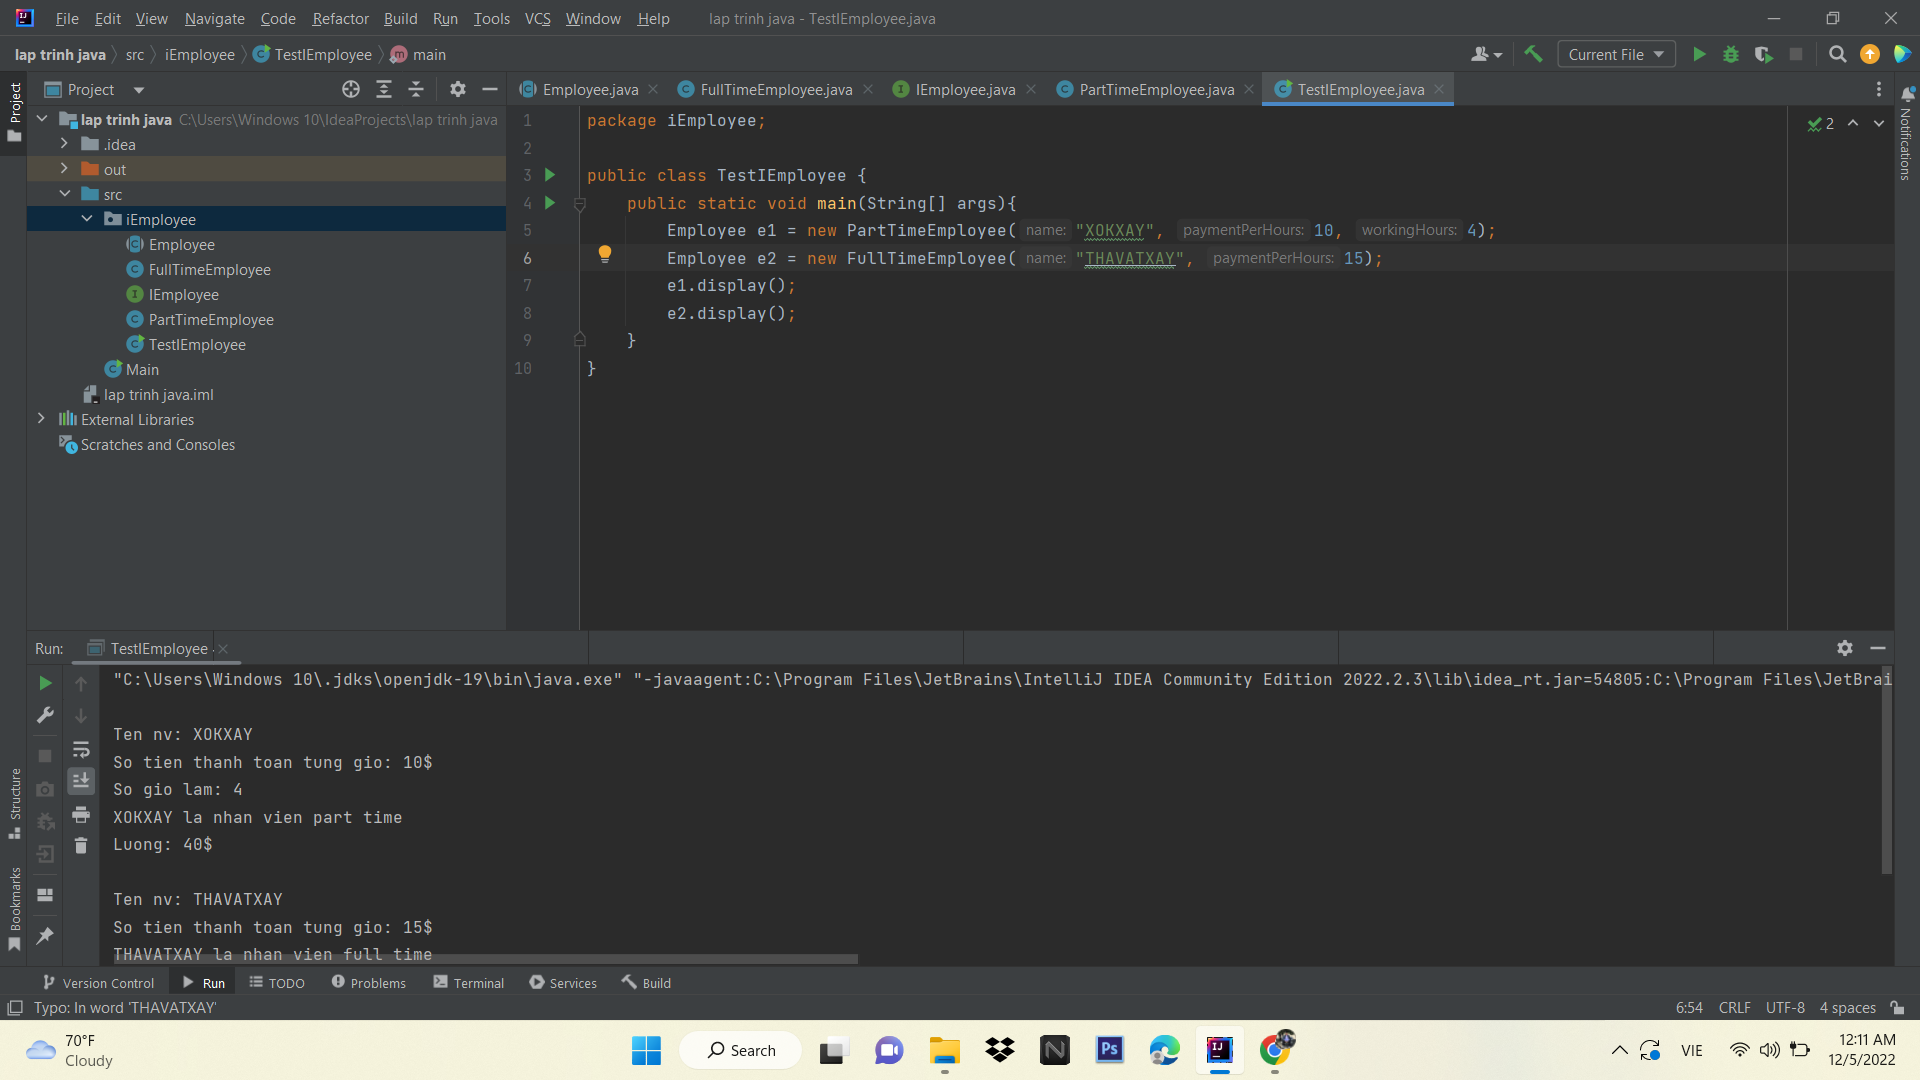 File Edit View Navigate Code Refactor Build Run Tools VCS Window Help lap trinh java - TestIEmployee.java
lap trinh java src iEmployee TestIEmployee main Current File
Project
Project
Employee.java FullTimeEmployee.java IEmployee.java PartTimeEmployee.java TestIEmployee.java
Notifications
lap trinh java C:\Users\Windows 10\IdeaProjects\lap trinh java
.idea
out
src
iEmployee
Employee
FullTimeEmployee
IEmployee
PartTimeEmployee
TestIEmployee
Main
lap trinh java.iml
External Libraries
Scratches and Consoles
1 package iEmployee; 2
2
3 public class TestIEmployee {
4 public static void main(String[] args){
5 Employee e1 = new PartTimeEmployee( name: "XOKXAY", paymentPerHours: 10, workingHours: 4);
6 Employee e2 = new FullTimeEmployee( name: "THAVATXAY", paymentPerHours: 15);
7 e1.display();
8 e2.display();
9 }
10 }
Run: TestIEmployee
"C:\Users\Windows 10\.jdks\openjdk-19\bin\java.exe" "-javaagent:C:\Program Files\JetBrains\IntelliJ IDEA Community Edition 2022.2.3\lib\idea_rt.jar=54805:C:\Program Files\JetBrai
Ten nv: XOKXAY
So tien thanh toan tung gio: 10$
So gio lam: 4
XOKXAY la nhan vien part time
Luong: 40$
Ten nv: THAVATXAY
So tien thanh toan tung gio: 15$
THAVATXAY la nhan vien full time
Structure
Bookmarks
Version Control Run TODO Problems Terminal Services Build
Typo: In word 'THAVATXAY' 6:54 CRLF UTF-8 4 spaces
70°F
Cloudy
Search
Ps
IJ
VIE
12:11 AM
12/5/2022